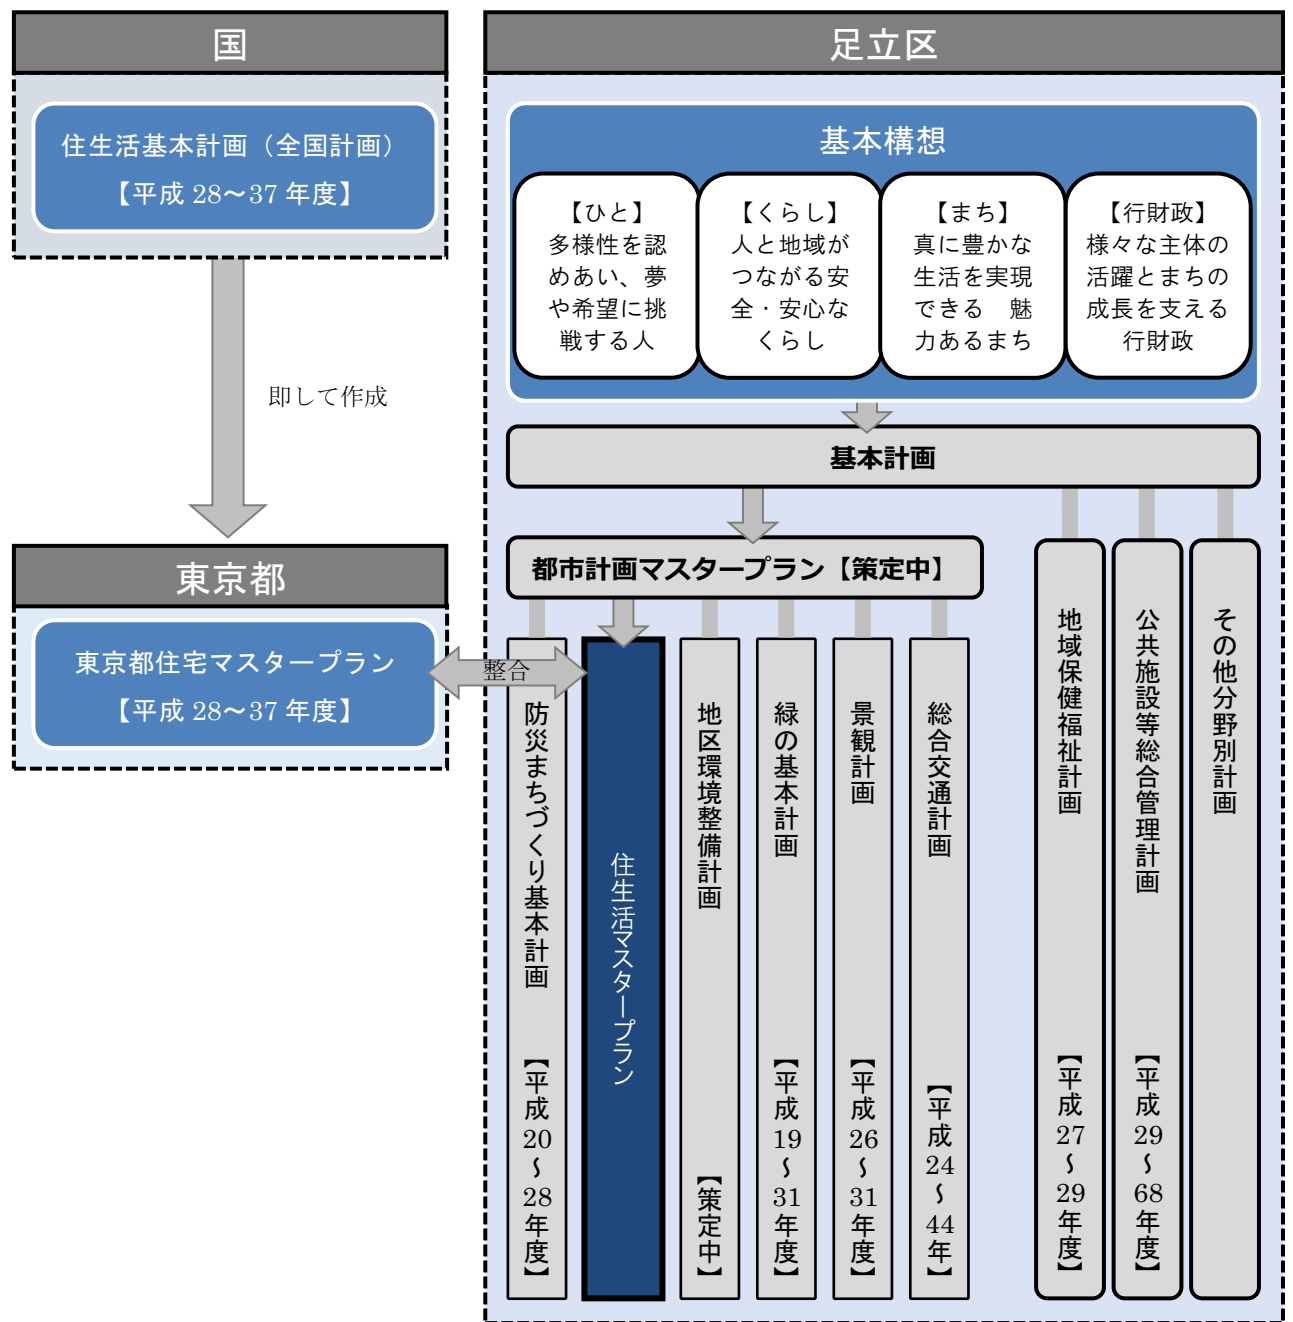 国
住生活基本計画（全国計画）
【平成 28～37 年度】
即して作成
東京都
東京都住宅マスタープラン
【平成 28～37 年度】
整合
足立区
基本構想
【ひと】
多様性を認
めあい、夢
や希望に挑
戦する人
【くらし】
人と地域が
つながる安
全・安心な
くらし
【まち】
真に豊かな
生活を実現
できる　魅
力あるまち
【行財政】
様々な主体の
活躍とまちの
成長を支える
行財政
基本計画
都市計画マスタープラン【策定中】
防災まちづくり基本計画　【平成20～28年度】
住生活マスタープラン
地区環境整備計画　【策定中】
緑の基本計画　【平成19～31年度】
景観計画　【平成26～31年度】
総合交通計画　【平成24～44年】
地域保健福祉計画　【平成27～29年度】
公共施設等総合管理計画　【平成29～68年度】
その他分野別計画